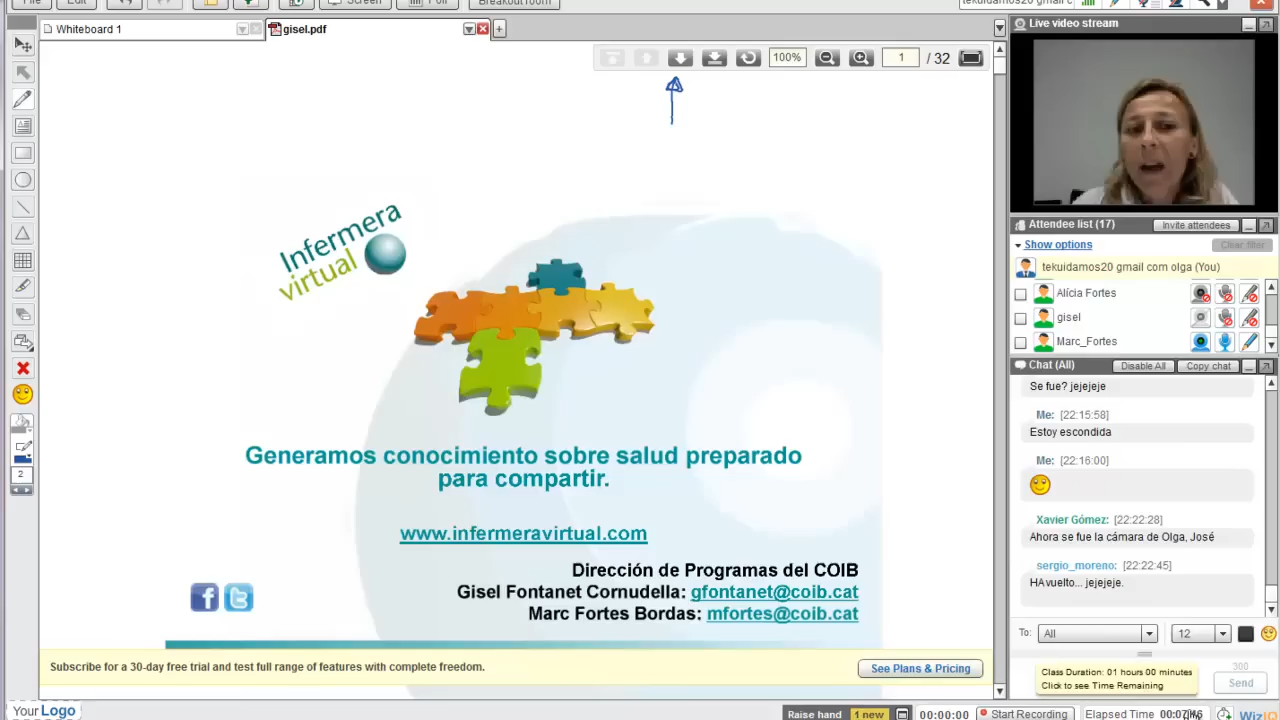 File
Edit
Screen
Poll
Breakout room
Whiteboard 1
gisel.pdf
100%
1 / 32
Infermera
virtual
Generamos conocimiento sobre salud preparado
para compartir.
www.infermeravirtual.com
Dirección de Programas del COIB
Gisel Fontanet Cornudella: gfontanet@coib.cat
Marc Fortes Bordas: mfortes@coib.cat
Subscribe for a 30-day free trial and test full range of features with complete freedom.
See Plans & Pricing
Your Logo
2
Live video stream
Attendee list (17)
Invite attendees
Show options
Clear filter
tekuidamos20 gmail com olga (You)
Alícia Fortes
gisel
Marc_Fortes
Chat (All)
Disable All
Copy chat
Se fue? jejejeje
Me: [22:15:58]
Estoy escondida
Me: [22:16:00]
Xavier Gómez: [22:22:28]
Ahora se fue la cámara de Olga, José
sergio_moreno: [22:22:45]
HA vuelto... jejejeje.
To: All
12
Class Duration: 01 hours 00 minutes
Click to see Time Remaining
300
Send
Raise hand
1 new
00:00:00
Start Recording
Elapsed Time
WizIQ